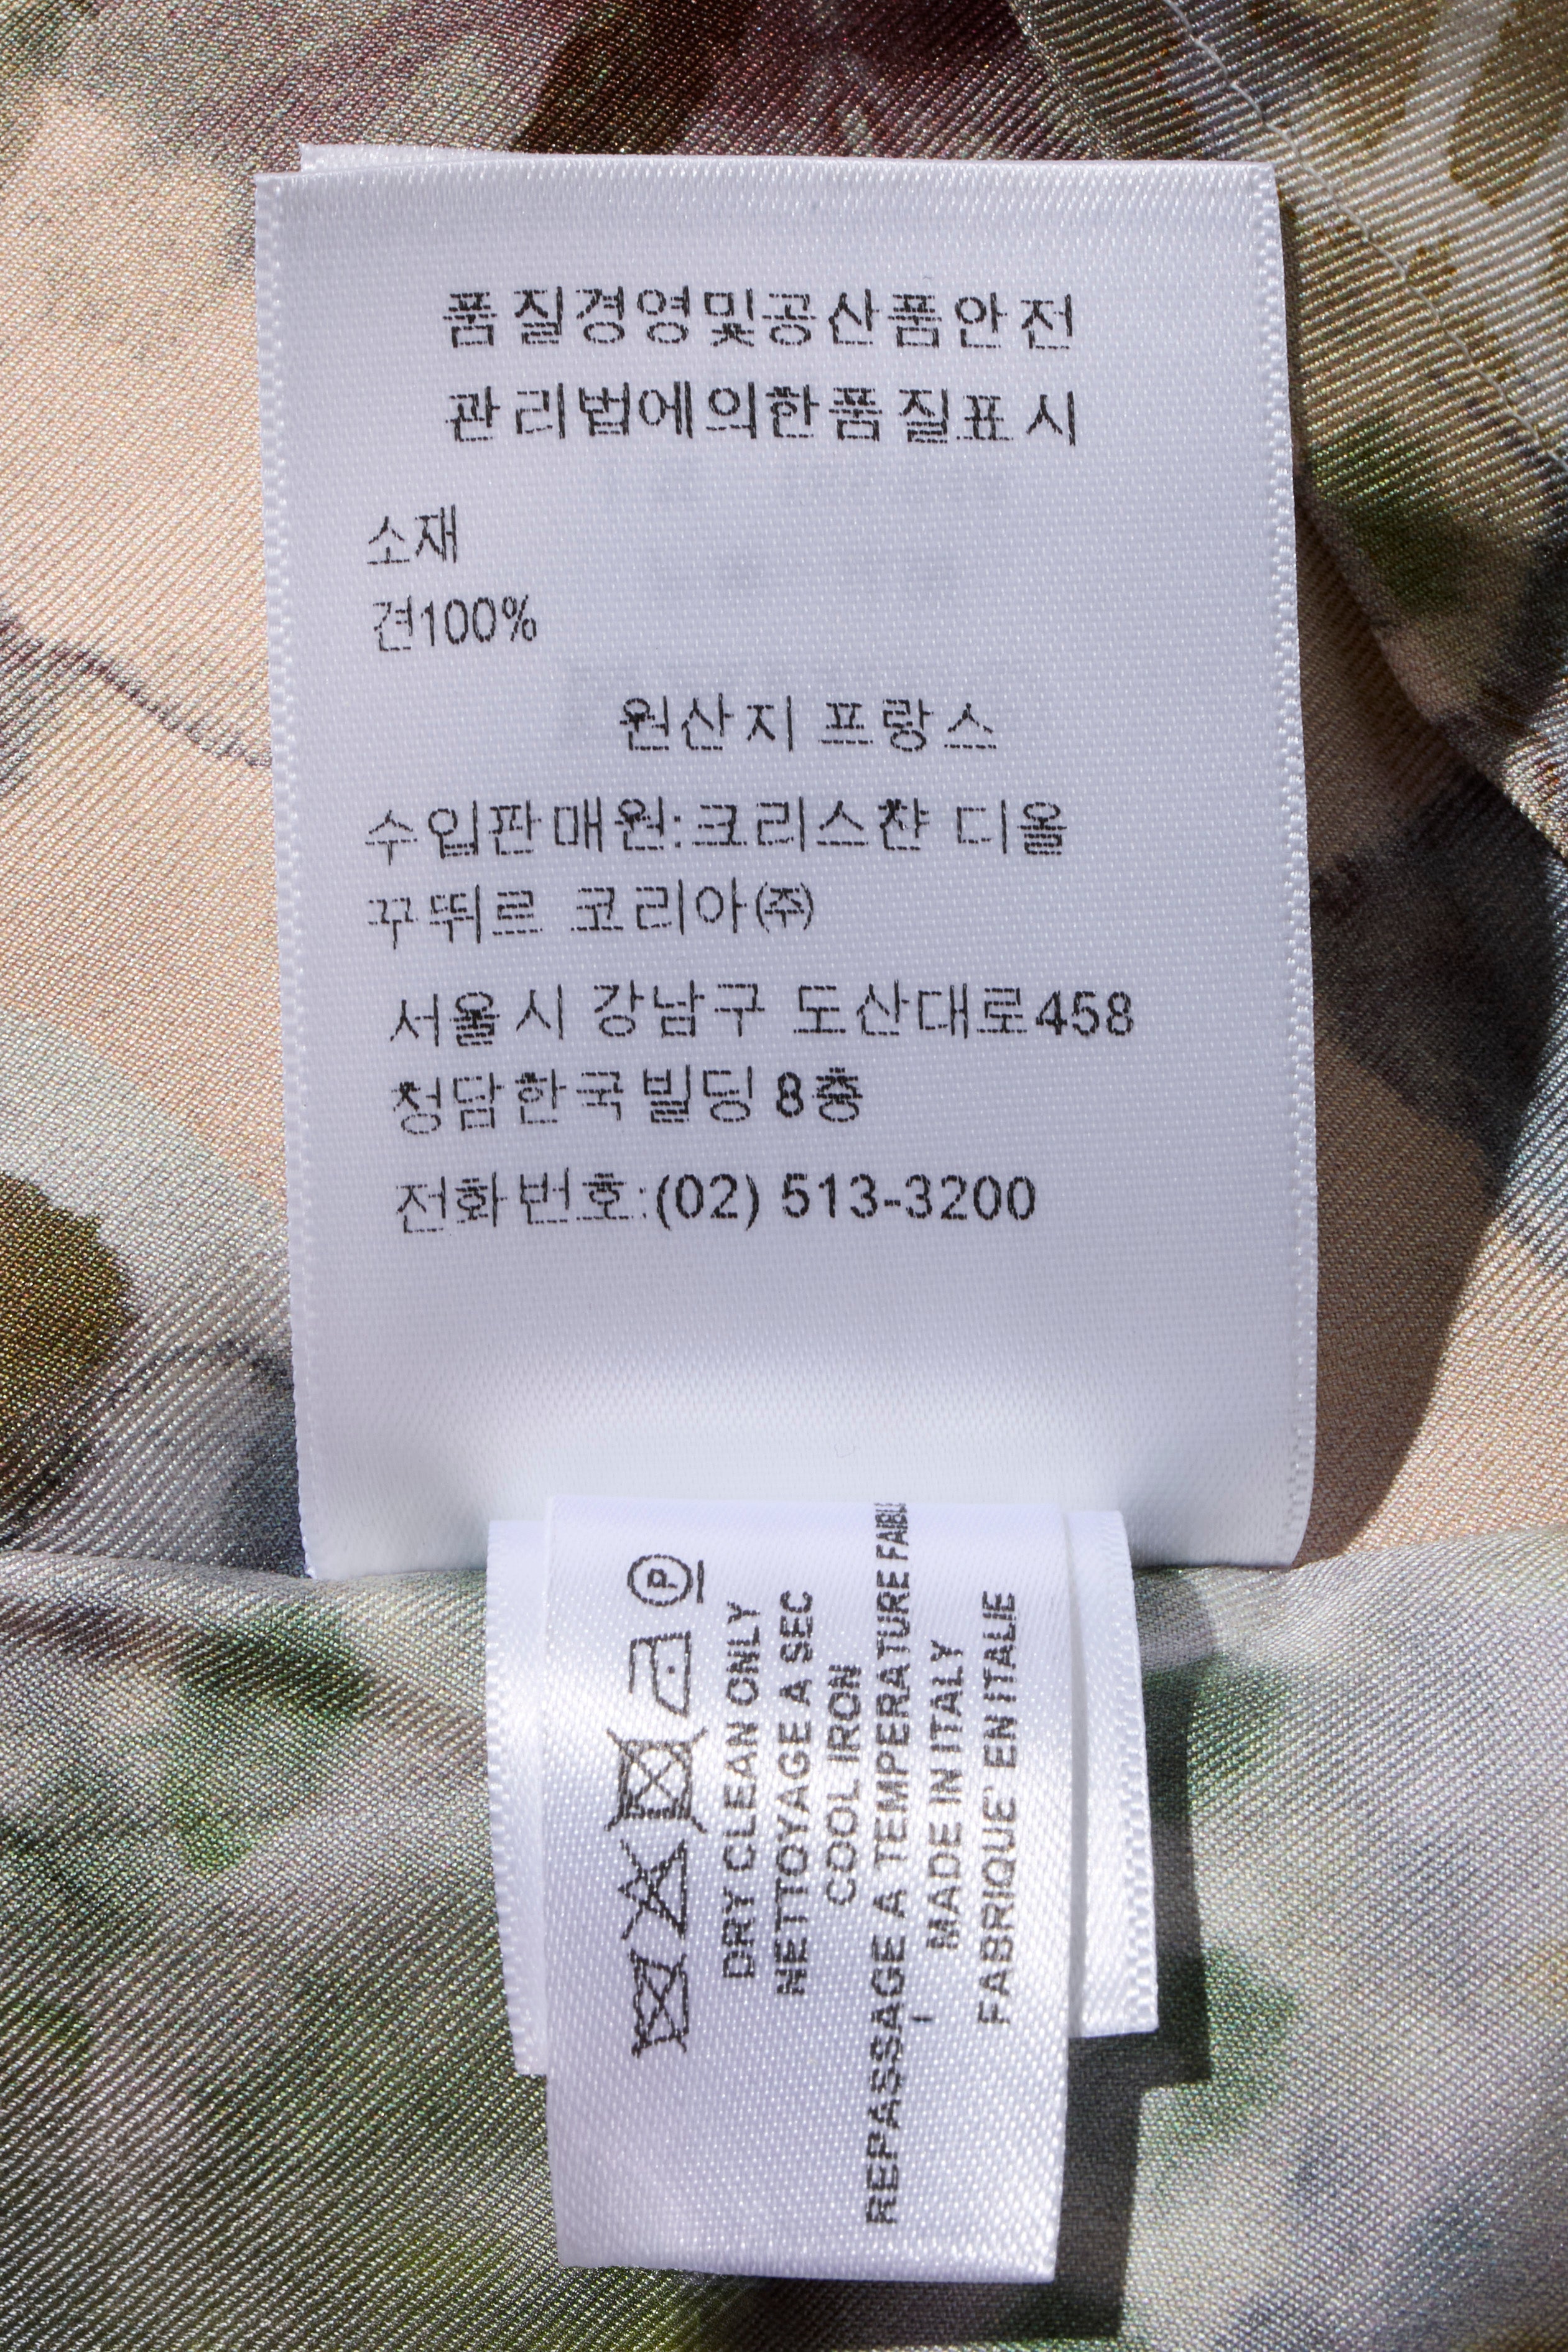 품질경영및공산품안전
관리법에의한품질표시
소재
견100%
원산지 프랑스
수입판매원:크리스챤 디올
꾸뛰르 코리아㈜
서울시 강남구 도산대로458
청담한국빌딩 8층
전화번호:(02) 513-3200
P
DRY CLEAN ONLY
NETTOYAGE A SEC
COOL IRON
REPASSAGE A TEMPERATURE FAIBLE
MADE IN ITALY
FABRIQUE' EN ITALIE